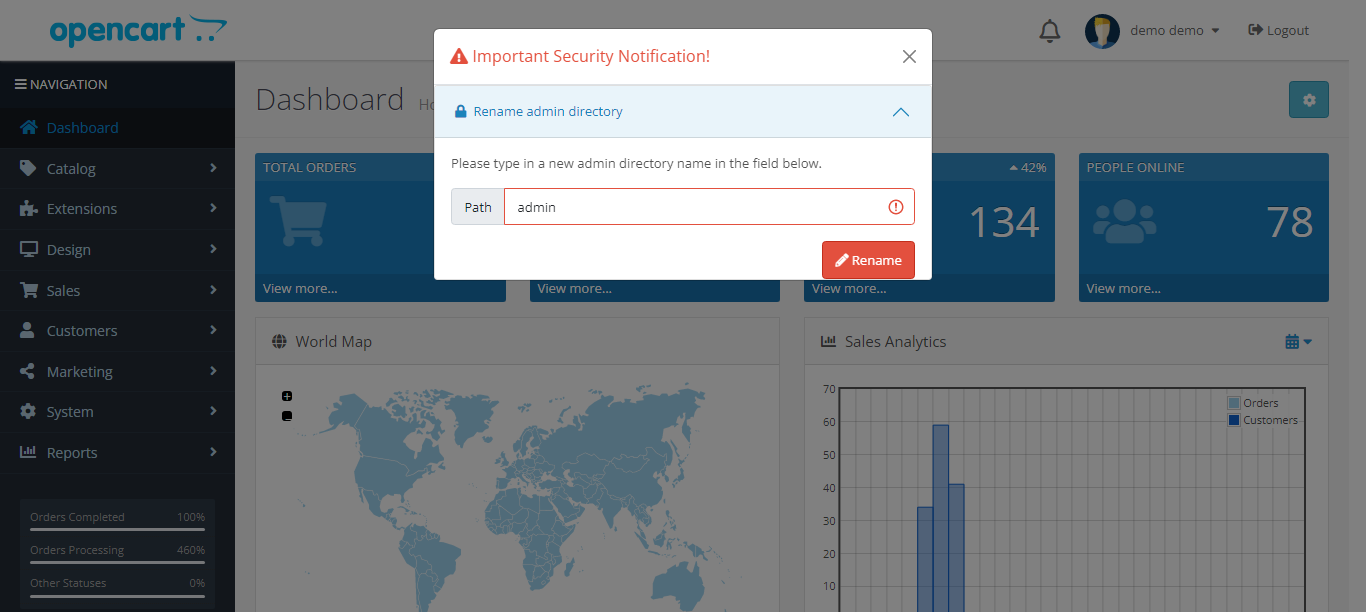 opencart
demo demo
Logout
NAVIGATION
Dashboard
Catalog
Extensions
Design
Sales
Customers
Marketing
System
Reports
Orders Completed 100%
Orders Processing 460%
Other Statuses 0%
Important Security Notification!
Rename admin directory
Please type in a new admin directory name in the field below.
Path admin
Rename
Dashboard
TOTAL ORDERS
View more...
View more...
42%
134
View more...
PEOPLE ONLINE
78
View more...
World Map
Sales Analytics
70
60
50
40
30
20
10
Orders
Customers